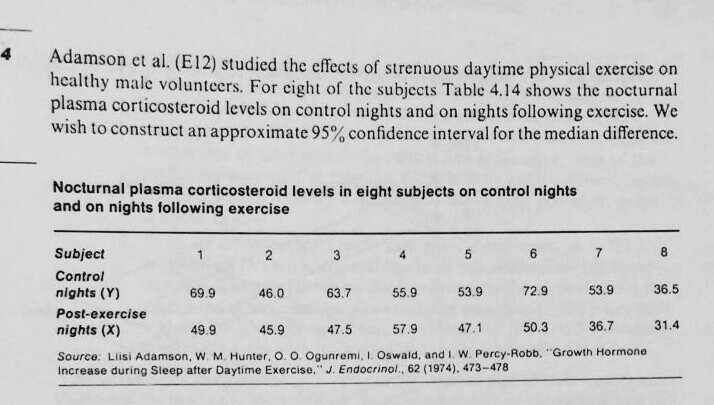 4
Adamson et al. (E12) studied the effects of strenuous daytime physical exercise on
healthy male volunteers. For eight of the subjects Table 4.14 shows the nocturnal
plasma corticosteroid levels on control nights and on nights following exercise. We
wish to construct an approximate 95% confidence interval for the median difference.
Nocturnal plasma corticosteroid levels in eight subjects on control nights
and on nights following exercise
Subject 1 2 3 4 5 6 7 8
Control
nights (Y) 69.9 46.0 63.7 55.9 53.9 72.9 53.9 36.5
Post-exercise
nights (X) 49.9 45.9 47.5 57.9 47.1 50.3 36.7 31.4
Source: Liisi Adamson, W. M. Hunter, O. O. Ogunremi, I. Oswald, and I. W. Percy-Robb, "Growth Hormone
Increase during Sleep after Daytime Exercise," J. Endocrinol., 62 (1974), 473–478